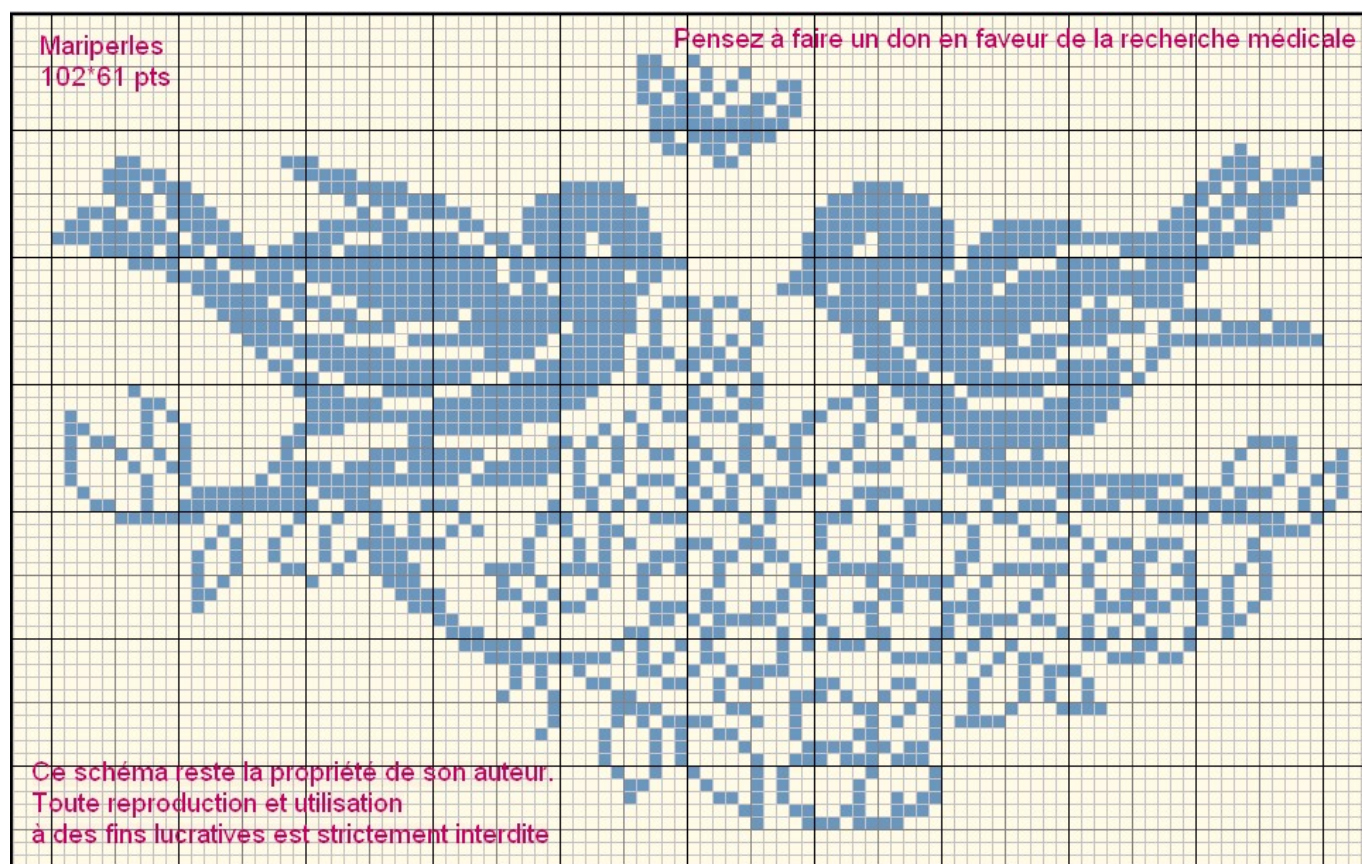 Mariperles
102*61 pts
Pensez à faire un don en faveur de la recherche médicale
Ce schéma reste la propriété de son auteur.
Toute reproduction et utilisation
à des fins lucratives est strictement interdite